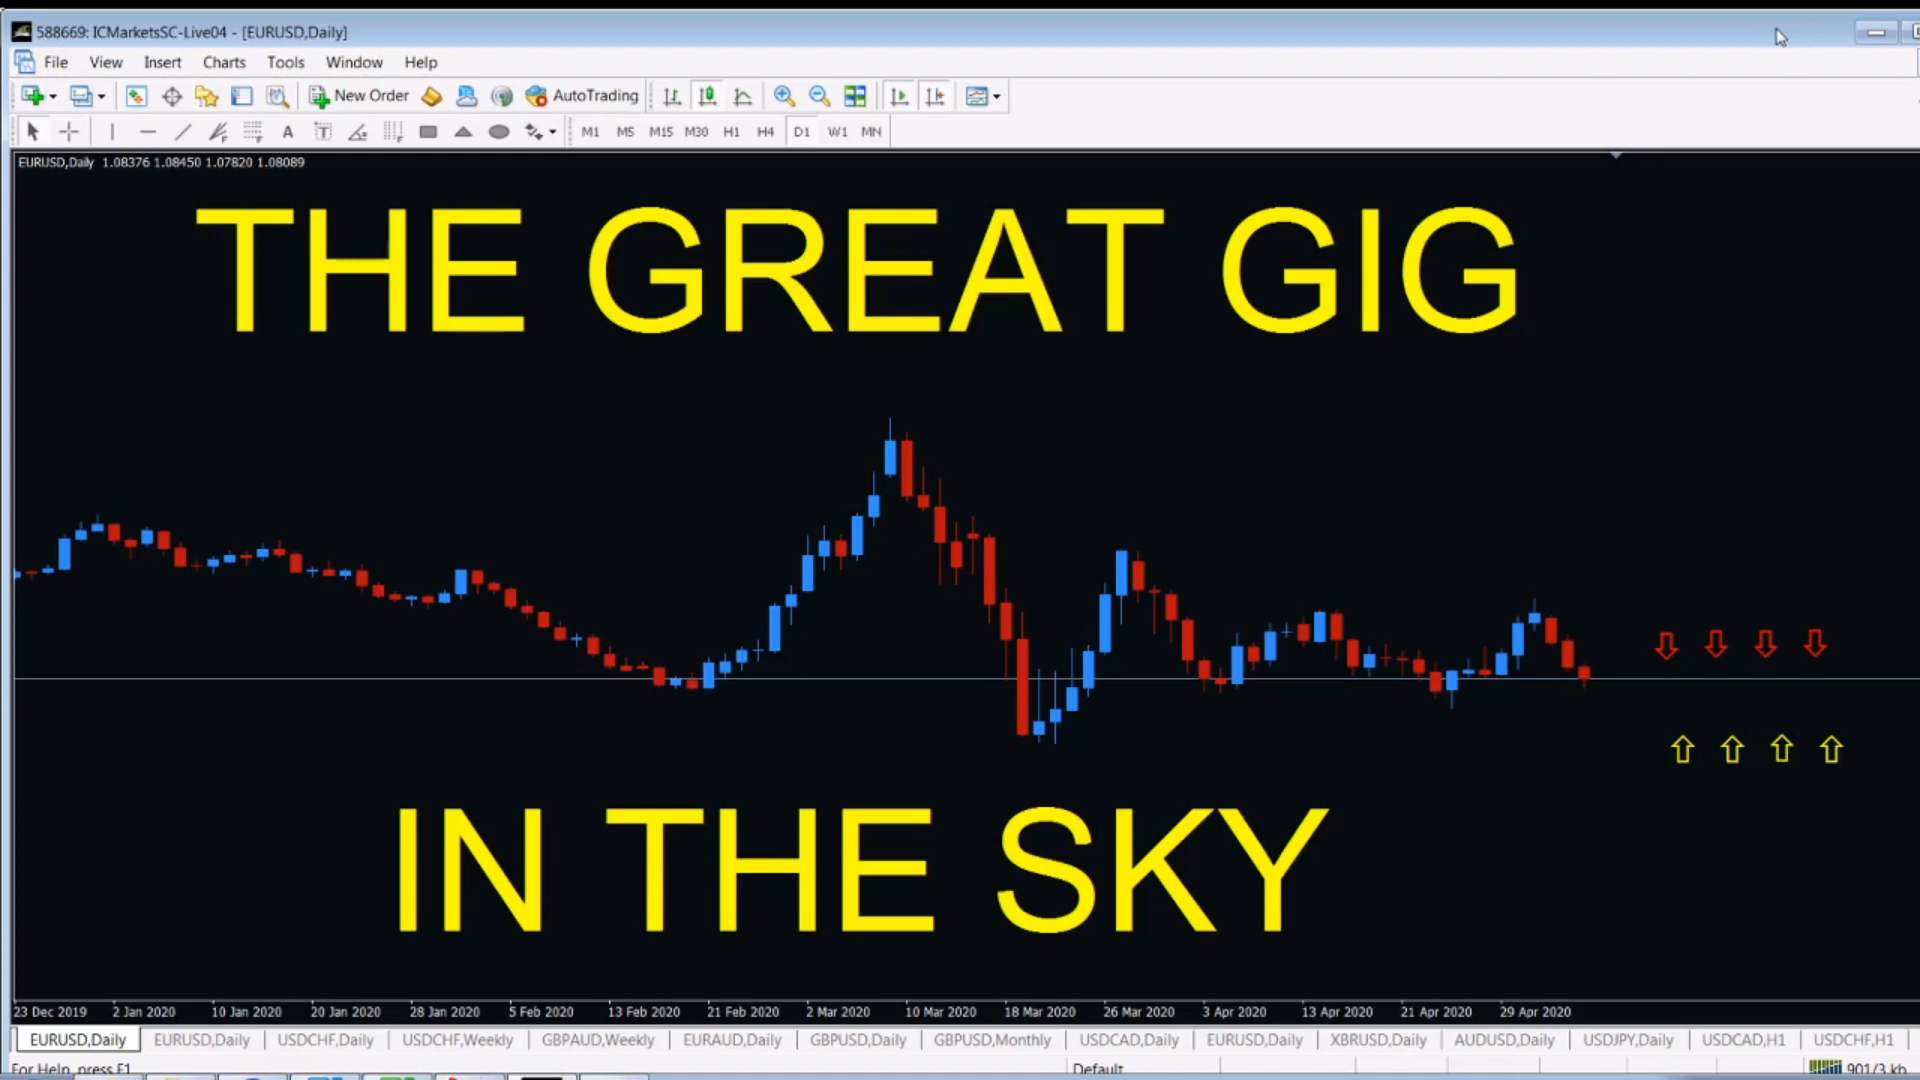 588669: ICMarketsSC-Live04 - [EURUSD,Daily]
File View Insert Charts Tools Window Help
New Order AutoTrading
A T M1 M5 M15 M30 H1 H4 D1 W1 MN
EURUSD,Daily 1.08376 1.08450 1.07820 1.08089
THE GREAT GIG
IN THE SKY
23 Dec 2019 2 Jan 2020 10 Jan 2020 20 Jan 2020 28 Jan 2020 5 Feb 2020 13 Feb 2020 21 Feb 2020 2 Mar 2020 10 Mar 2020 18 Mar 2020 26 Mar 2020 3 Apr 2020 13 Apr 2020 21 Apr 2020 29 Apr 2020
EURUSD,Daily EURUSD,Daily USDCHF,Daily USDCHF,Weekly GBPAUD,Weekly EURAUD,Daily GBPUSD,Daily GBPUSD,Monthly USDCAD,Daily EURUSD,Daily XBRUSD,Daily AUDUSD,Daily USDJPY,Daily USDCAD,H1 USDCHF,H1
For Help, press F1 Default 901/3 kb